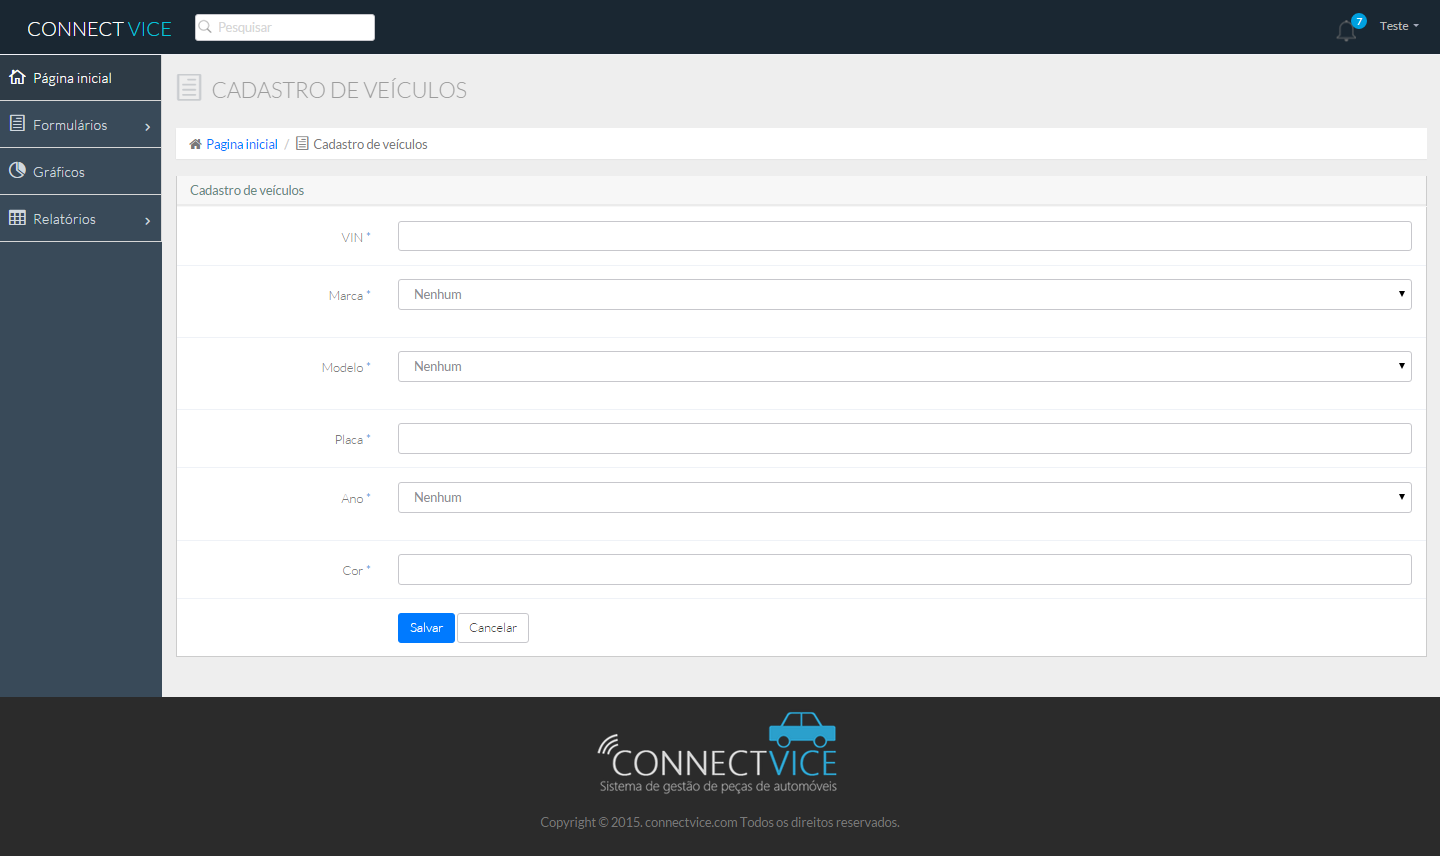 CONNECT VICE
Pesquisar
7
Teste
Página inicial
Formulários
Gráficos
Relatórios
CADASTRO DE VEÍCULOS
Pagina inicial / Cadastro de veículos
Cadastro de veículos
VIN *
Marca * Nenhum
Modelo * Nenhum
Placa *
Ano * Nenhum
Cor *
Salvar Cancelar
CONNECTVICE
Sistema de gestão de peças de automóveis
Copyright © 2015. connectvice.com Todos os direitos reservados.